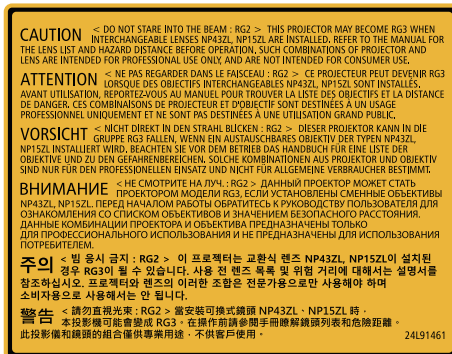 CAUTION < DO NOT STARE INTO THE BEAM : RG2 > THIS PROJECTOR MAY BECOME RG3 WHEN
INTERCHANGEABLE LENSES NP43ZL, NP15ZL ARE INSTALLED. REFER TO THE MANUAL FOR
THE LENS LIST AND HAZARD DISTANCE BEFORE OPERATION, SUCH COMBINATIONS OF PROJECTOR AND
LENS ARE INTENDED FOR PROFESSIONAL USE ONLY, AND ARE NOT INTENDED FOR CONSUMER USE.
ATTENTION < NE PAS REGARDER DANS LE FAISCEAU : RG2 > CE PROJECTEUR PEUT DEVENIR RG3
LORSQUE DES OBJECTIFS INTERCHANGEABLES NP43ZL, NP15ZL SONT INSTALLÉS.
AVANT UTILISATION, REPORTEZ-VOUS AU MANUEL POUR TROUVER LA LISTE DES OBJECTIFS ET LA DISTANCE
DE DANGER. CES COMBINAISONS DE PROJECTEUR ET D'OBJECTIF SONT DESTINÉES À UN USAGE
PROFESSIONNEL UNIQUEMENT ET NE SONT PAS DESTINÉES À UNE UTILISATION GRAND PUBLIC.
VORSICHT < NICHT DIREKT IN DEN STRAHL BLICKEN : RG2 > DIESER PROJEKTOR KANN IN DIE
GRUPPE RG3 FALLEN, WENN EIN AUSTAUSCHBARES OBJEKTIV DER TYPEN NP43ZL,
NP15ZL INSTALLIERT WIRD. BEACHTEN SIE VOR DEM BETRIEB DAS HANDBUCH FÜR EINE LISTE DER
OBJEKTIVE UND ZU DEN GEFAHRENBEREICHEN. SOLCHE KOMBINATIONEN AUS PROJEKTOR UND OBJEKTIV
SIND NUR FÜR DEN PROFESSIONELLEN EINSATZ UND NICHT FÜR ALLGEMEINE VERBRAUCHER BESTIMMT.
ВНИМАНИЕ < НЕ СМОТРИТЕ НА ЛУЧ. : RG2 > ДАННЫЙ ПРОЕКТОР МОЖЕТ СТАТЬ
ПРОЕКТОРОМ МОДЕЛИ RG3, ЕСЛИ УСТАНОВЛЕНЫ СМЕННЫЕ ОБЪЕКТИВЫ
NP43ZL, NP15ZL. ПЕРЕД НАЧАЛОМ РАБОТЫ ОБРАТИТЕСЬ К РУКОВОДСТВУ ПОЛЬЗОВАТЕЛЯ ДЛЯ
ОЗНАКОМЛЕНИЯ СО СПИСКОМ ОБЪЕКТИВОВ И ЗНАЧЕНИЕМ БЕЗОПАСНОГО РАССТОЯНИЯ.
ДАННЫЕ КОМБИНАЦИИ ПРОЕКТОРА И ОБЪЕКТИВА ПРЕДНАЗНАЧЕНЫ ТОЛЬКО
ДЛЯ ПРОФЕССИОНАЛЬНОГО ИСПОЛЬЗОВАНИЯ И НЕ ПРЕДНАЗНАЧЕНЫ ДЛЯ ИСПОЛЬЗОВАНИЯ
ПОТРЕБИТЕЛЕМ.
주의 < 빔 응시 금지 : RG2 > 이 프로젝터는 교환식 렌즈 NP43ZL, NP15ZL이 설치된
경우 RG3이 될 수 있습니다. 사용 전 렌즈 목록 및 위험 거리에 대해서는 설명서를
참조하십시오. 프로젝터와 렌즈의 이러한 조합은 전문가용으로만 사용해야 하며
소비자용으로 사용해서는 안 됩니다.
警告 < 請勿直視光束 : RG2 > 當安裝可換式鏡頭 NP43ZL、NP15ZL 時，
本投影機可能會變成 RG3。在操作前請參閱手冊瞭解鏡頭列表和危險距離。
此投影儀和鏡頭的組合僅供專業用途，不供客戶使用。
24L91461